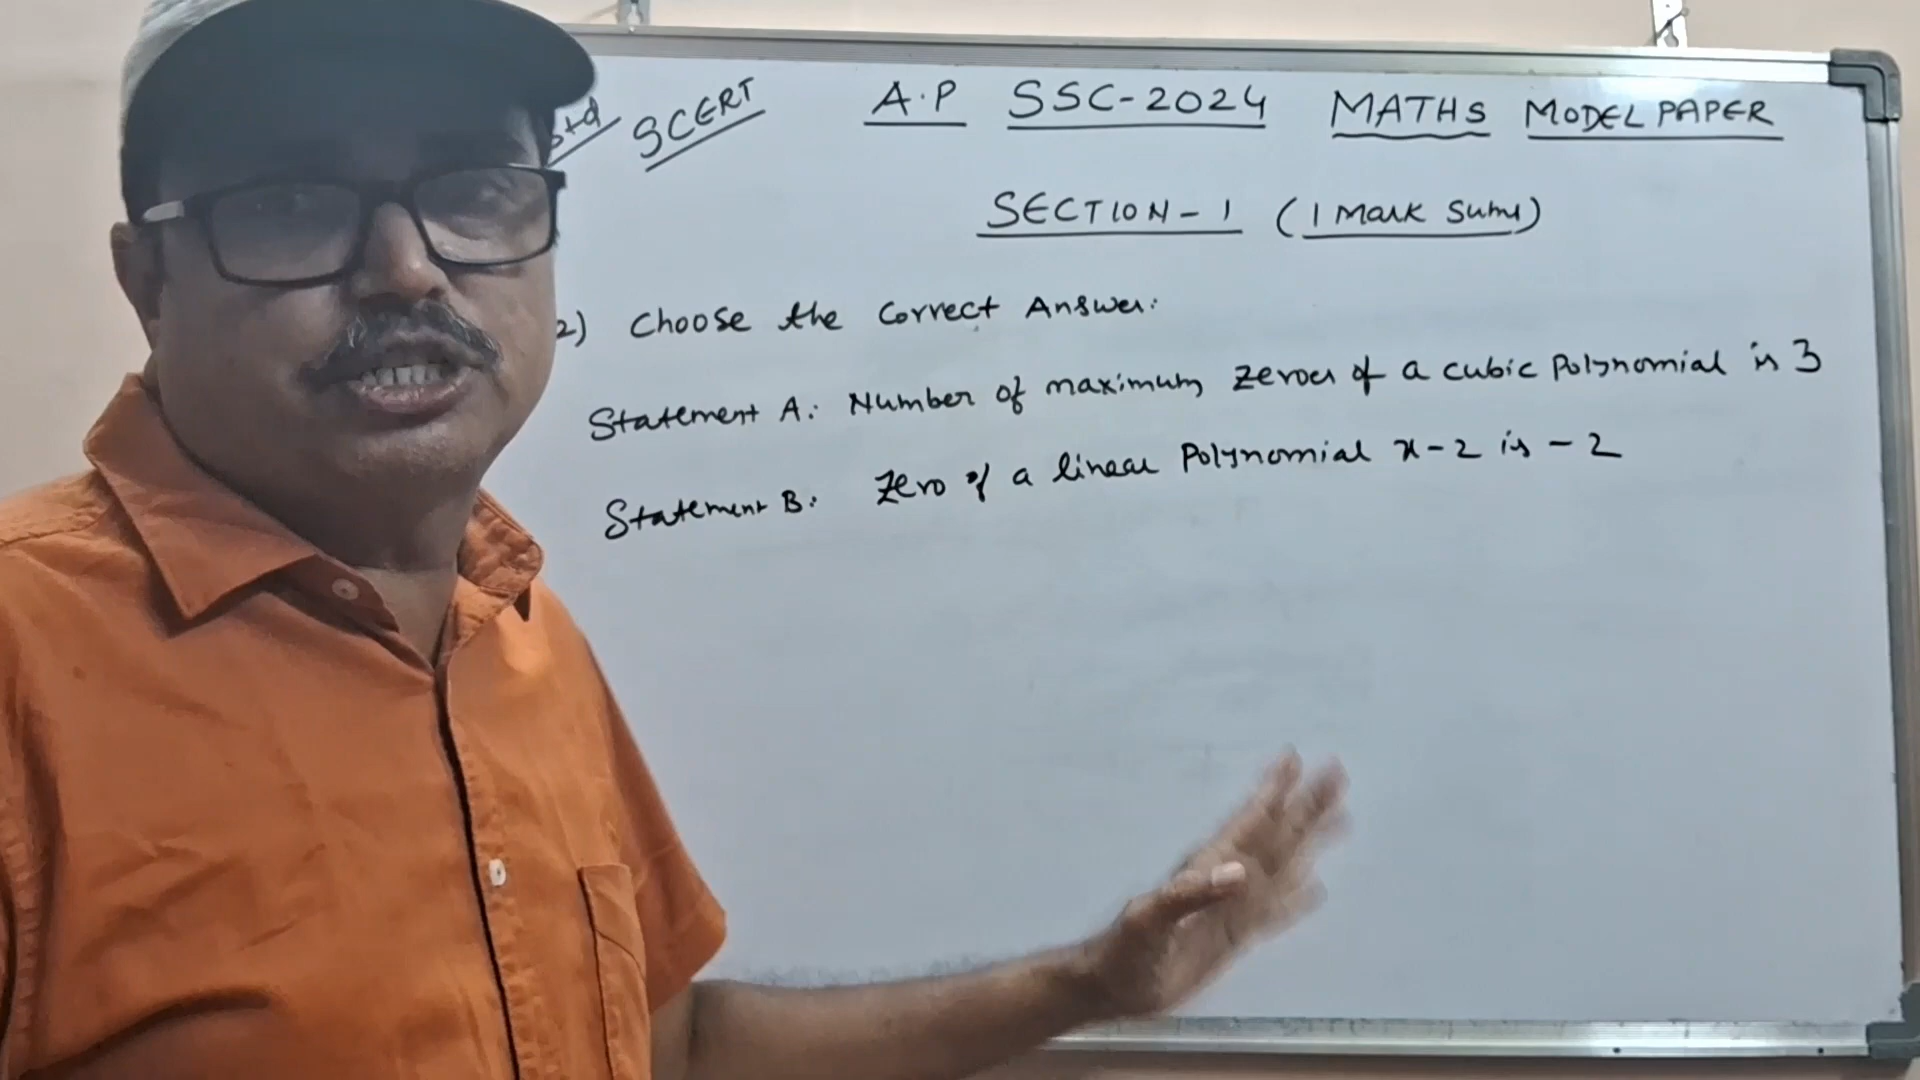 std SCERT A.P SSC-2024 MATHS MODEL PAPER
SECTION-1 (1 Mark Sums)
2) Choose the Correct Answer:
Statement A: Number of maximum zeroes of a cubic Polynomial is 3
Statement B: Zero of a linear Polynomial x-2 is -2